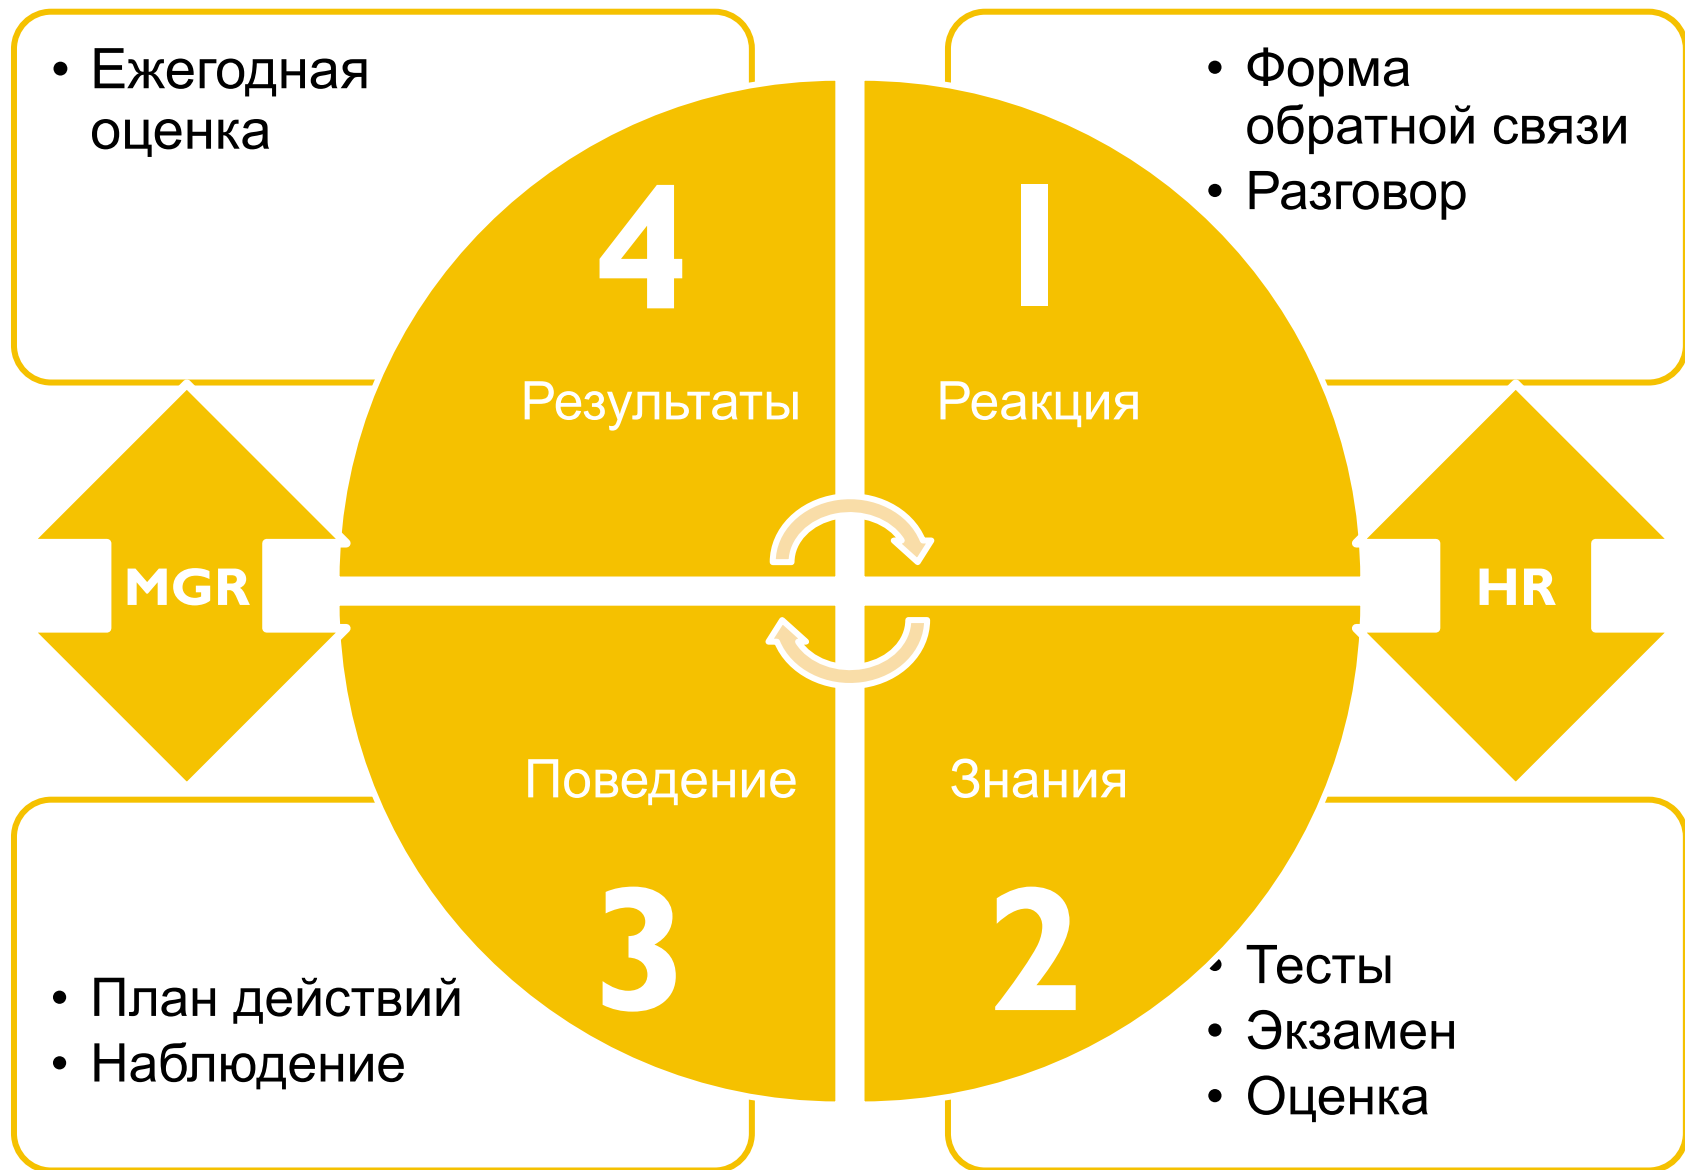 • Ежегодная
оценка
• Форма
обратной связи
• Разговор
4
Результаты
1
Реакция
MGR
HR
Поведение
3
Знания
2
• План действий
• Наблюдение
• Тесты
• Экзамен
• Оценка